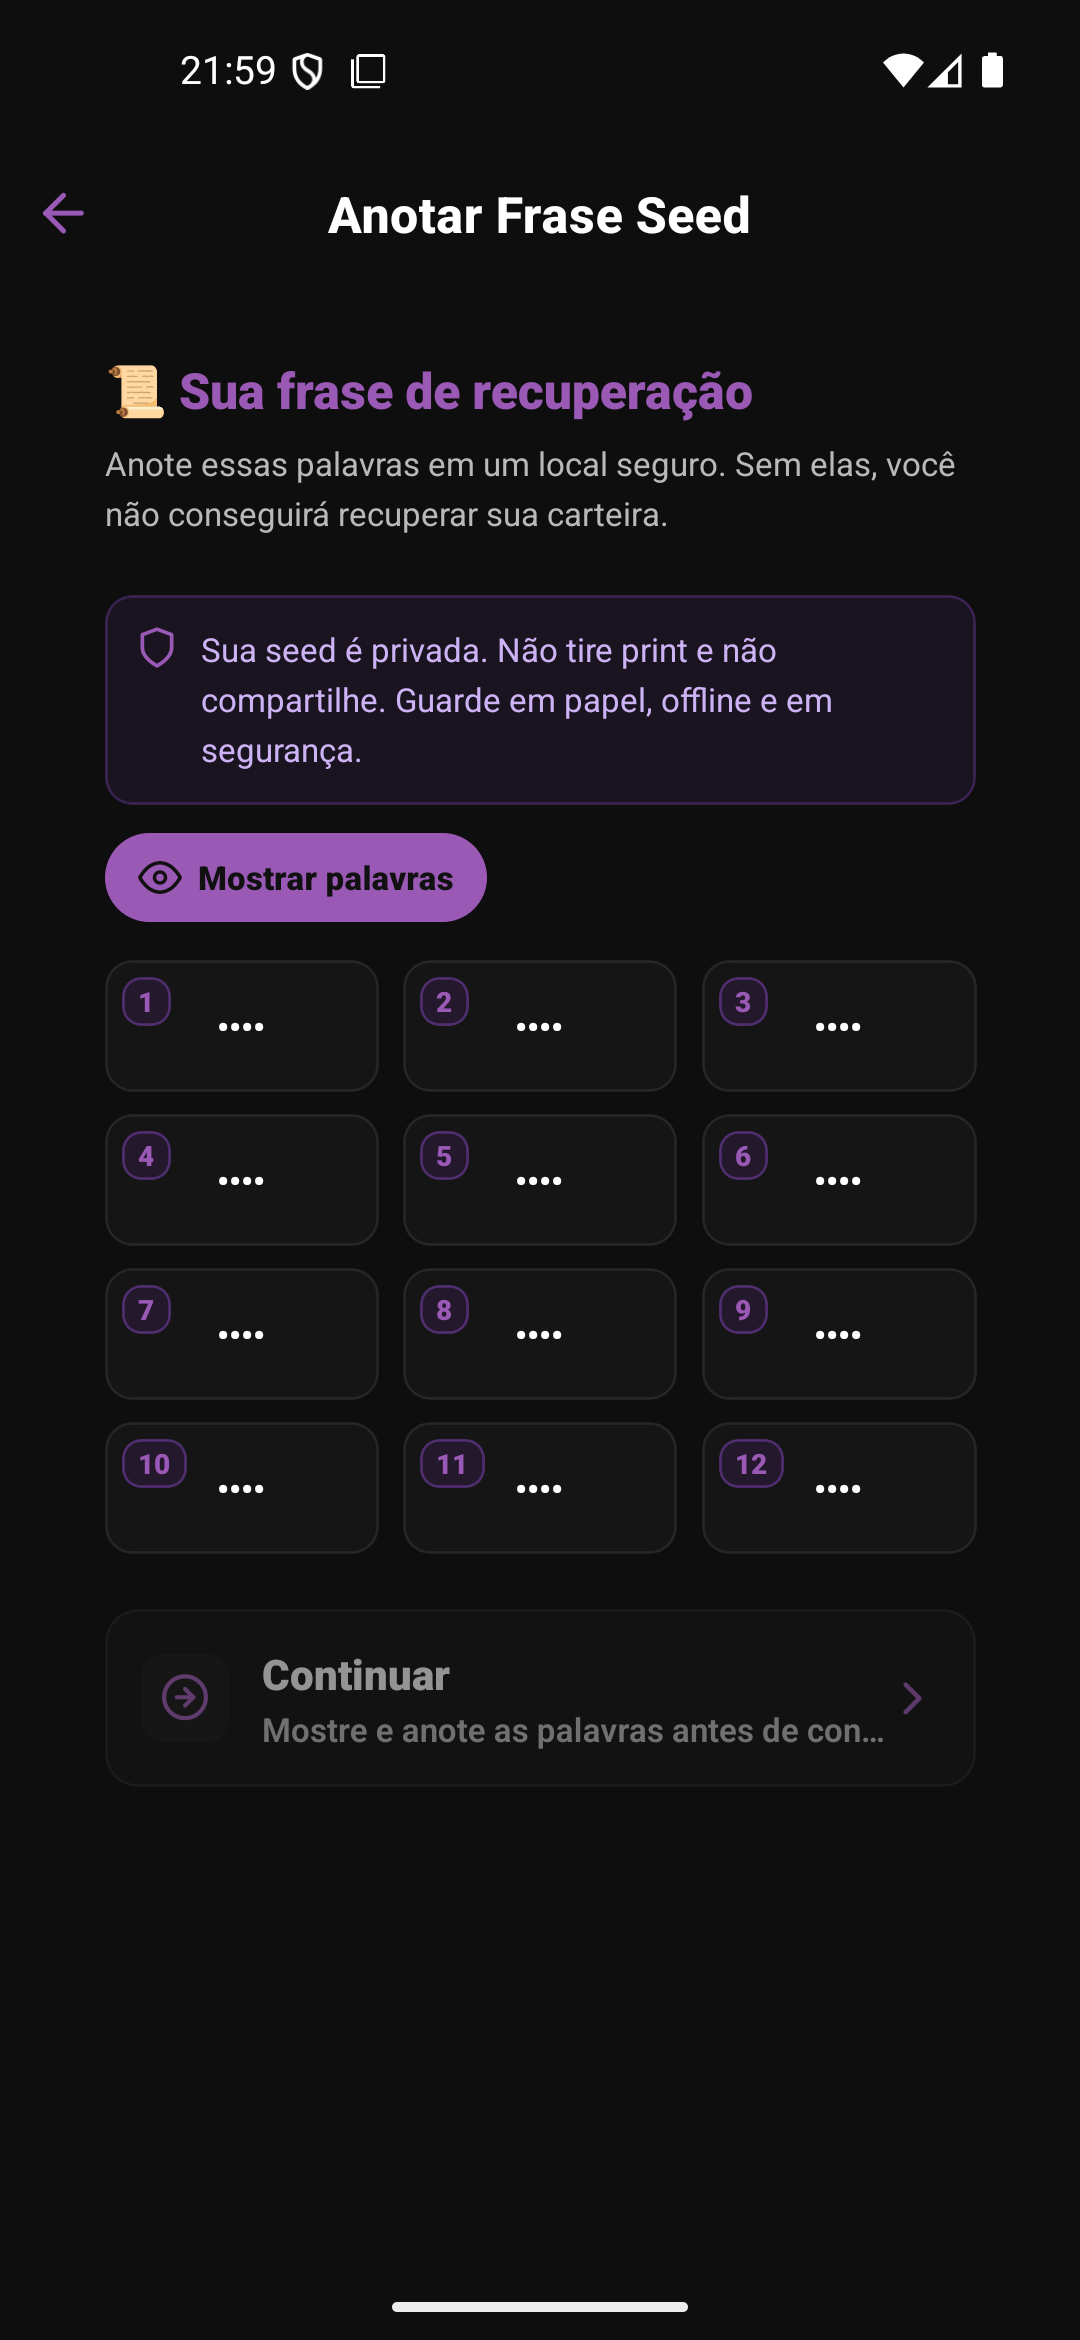 21:59
Anotar Frase Seed
📜 Sua frase de recuperação
Anote essas palavras em um local seguro. Sem elas, você
não conseguirá recuperar sua carteira.
Sua seed é privada. Não tire print e não
compartilhe. Guarde em papel, offline e em
segurança.
Mostrar palavras
1 ••••
2 ••••
3 ••••
4 ••••
5 ••••
6 ••••
7 ••••
8 ••••
9 ••••
10 ••••
11 ••••
12 ••••
Continuar
Mostre e anote as palavras antes de con...